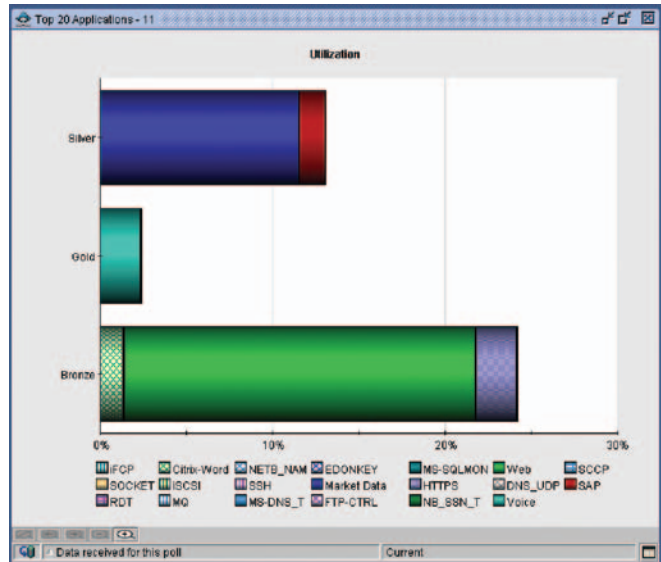 Top 20 Applications - 11
Utilization
Silver
Gold
Bronze
0% 10% 20% 30%
IFCP Citrix-Word NETB_NAM EDONKEY MS-SQLMON Web SCCP
SOCKET ISCSI SSH Market Data HTTPS DNS_UDP SAP
RDT MQ MS-DNS_T FTP-CTRL NB_SSN_T Voice
Data received for this poll Current